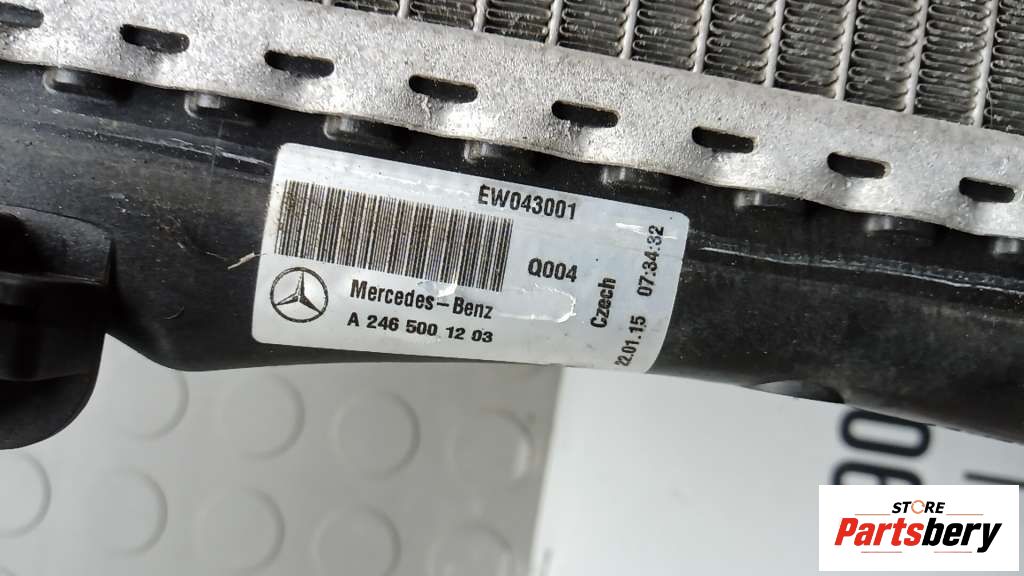 EW043001
Q004
Mercedes-Benz
A 246 500 12 03
Czech
22.01.15 07:34:32
STORE
Partsbery